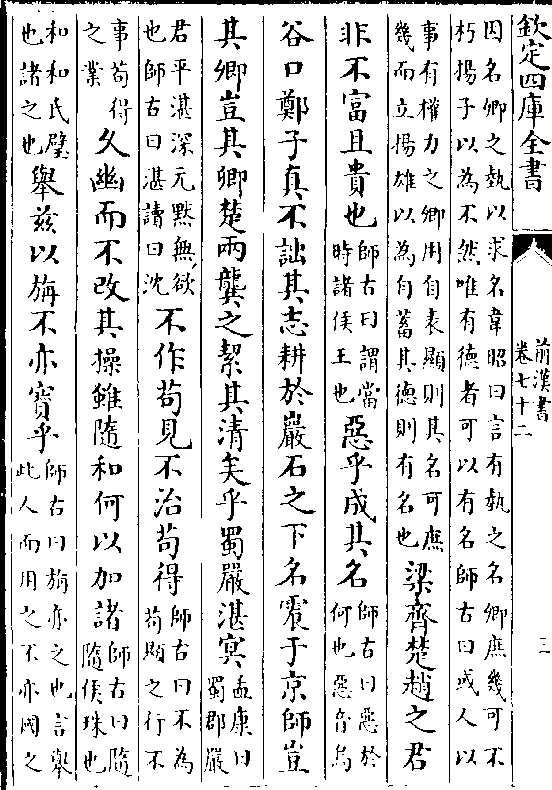 欽定四庫全書
前漢書
卷七十二
三
因名卿之埶以求名韋昭曰言有埶之名卿庶幾可不
朽揚子以為不然唯有德者可以有名師古曰或人以
事有權力之卿用自表顯則其名可庶
幾而立揚雄以為自蓄其德則有名也梁齊楚趙之君
非不富且貴也師古曰謂當時諸侯王也惡乎成其名師古曰惡於何也惡音烏
谷口鄭子真不詘其志耕於巖石之下名震于京師豈
其卿豈其卿楚兩龔之絜其清矣乎蜀嚴湛冥孟康曰蜀郡嚴
君平湛深元默無欲也師古曰湛讀曰沈不作苟見不治苟得師古曰不為苟顯之行不
事苟得之業久幽而不改其操雖隨和何以加諸師古曰隨隨侯珠也
和和氏璧也諸之也舉茲以旃不亦寶乎師古曰旃亦之也言舉此人而用之不亦國之